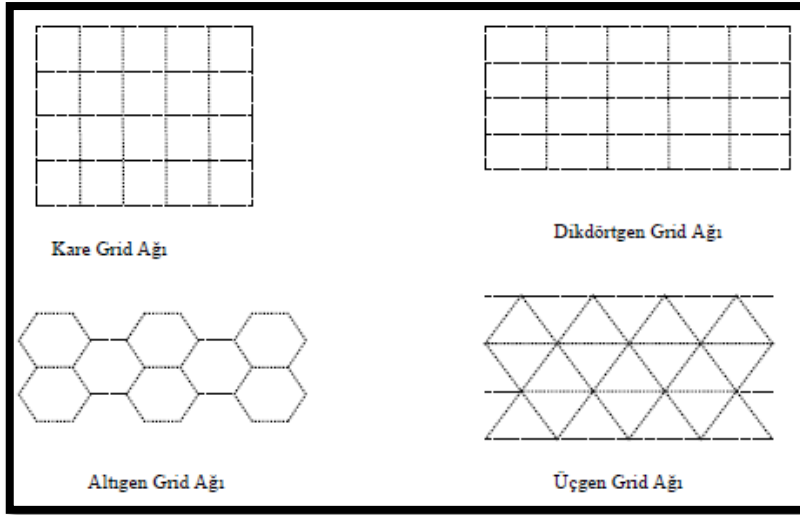 Kare Grid Ağı
Dikdörtgen Grid Ağı
Altıgen Grid Ağı
Üçgen Grid Ağı